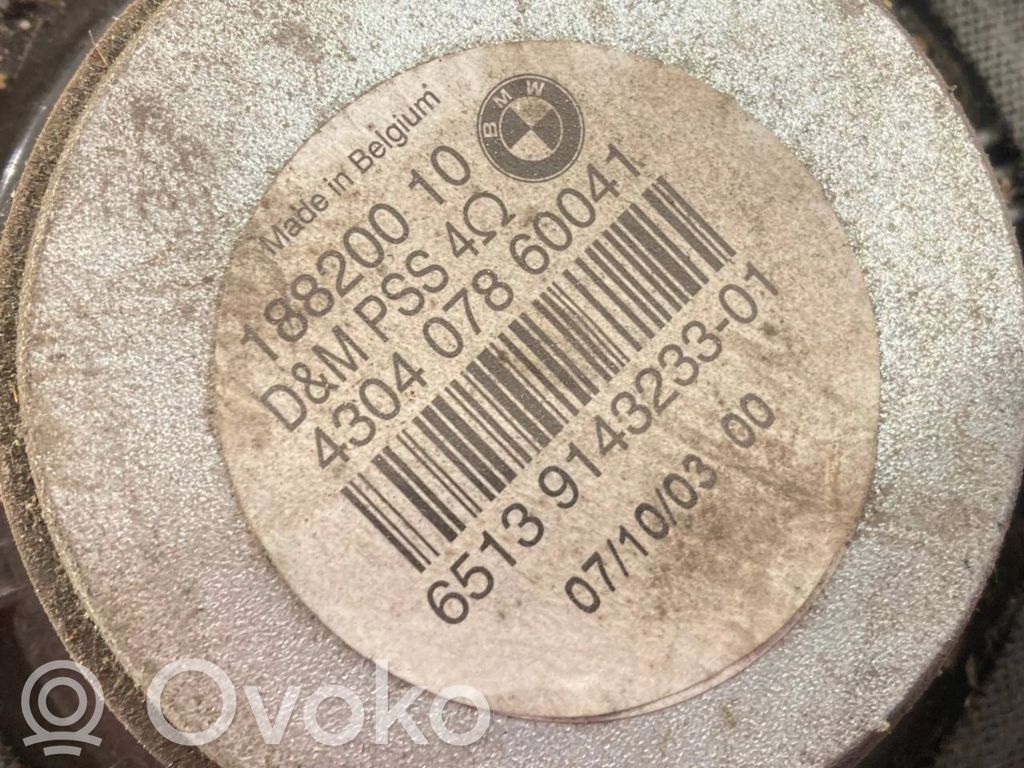 Made in Belgium
BMW
188200 10
D&M PSS 4Ω
4304 078 60041
6513 9143233-01
07/10/03 00
Ovoko